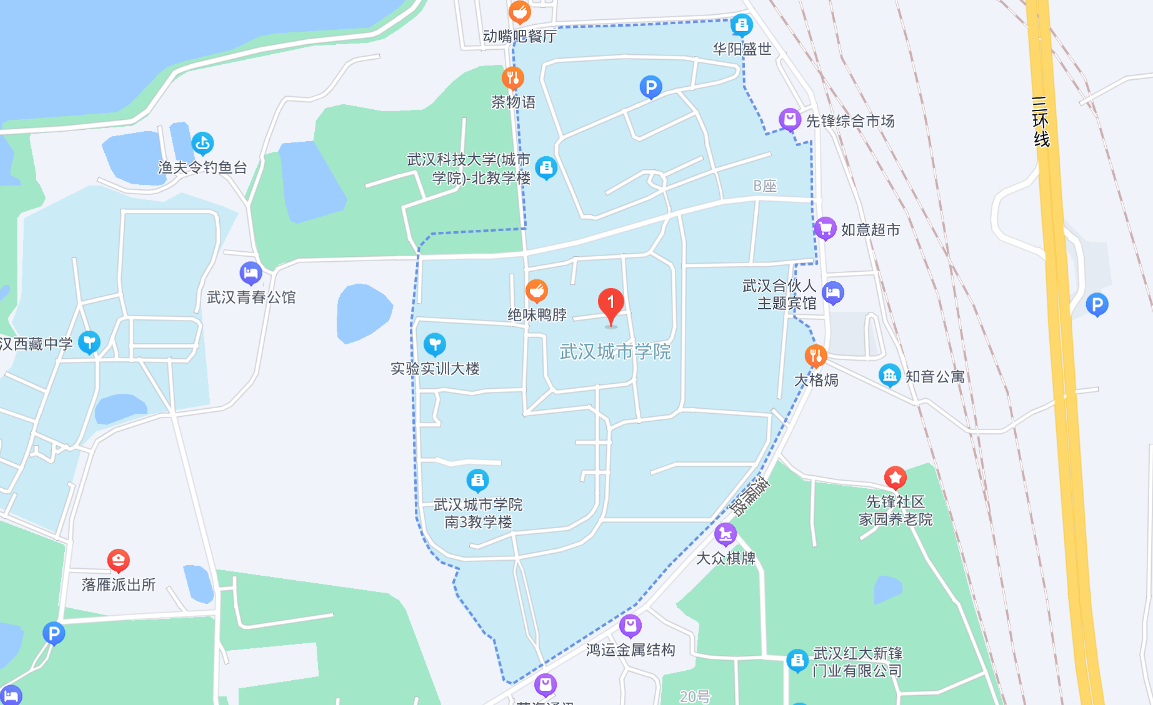 动嘴吧餐厅
华阳盛世
茶物语
三环线
先锋综合市场
渔夫令钓鱼台
武汉科技大学(城市
学院)-北教学楼
B座
如意超市
武汉青春公馆
武汉合伙人
主题宾馆
绝味鸭脖
1
武汉城市学院
汉西藏中学
实验实训大楼
大格焗
知音公寓
武汉城市学院
南3教学楼
落雁路
先锋社区
家园养老院
大众棋牌
落雁派出所
鸿运金属结构
武汉红大新锋
门业有限公司
20号
P
P
P